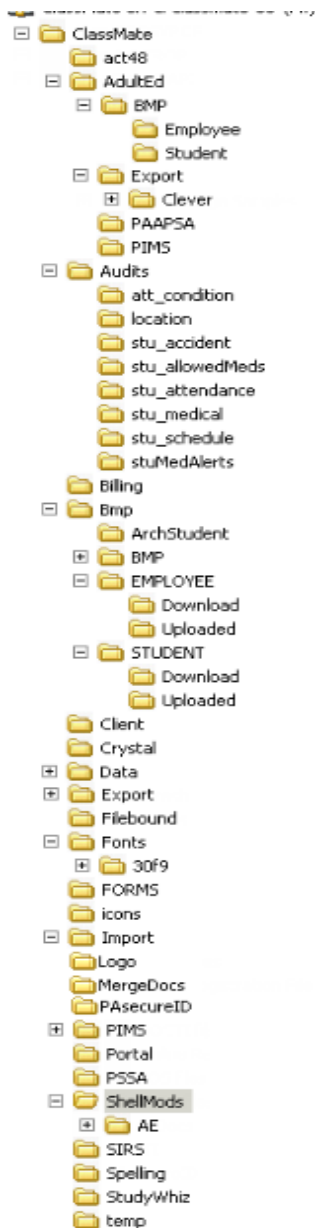 ClassMate
act48
AdultEd
BMP
Employee
Student
Export
Clever
PAAPSA
PIMS
Audits
att_condition
location
stu_accident
stu_allowedMeds
stu_attendance
stu_medical
stu_schedule
stuMedAlerts
Billing
Bmp
ArchStudent
BMP
EMPLOYEE
Download
Uploaded
STUDENT
Download
Uploaded
Client
Crystal
Data
Export
Filebound
Fonts
30f9
FORMS
icons
Import
Logo
MergeDocs
PAsecureID
PIMS
Portal
PSSA
ShellMods
AE
SIRS
Spelling
StudyWhiz
temp